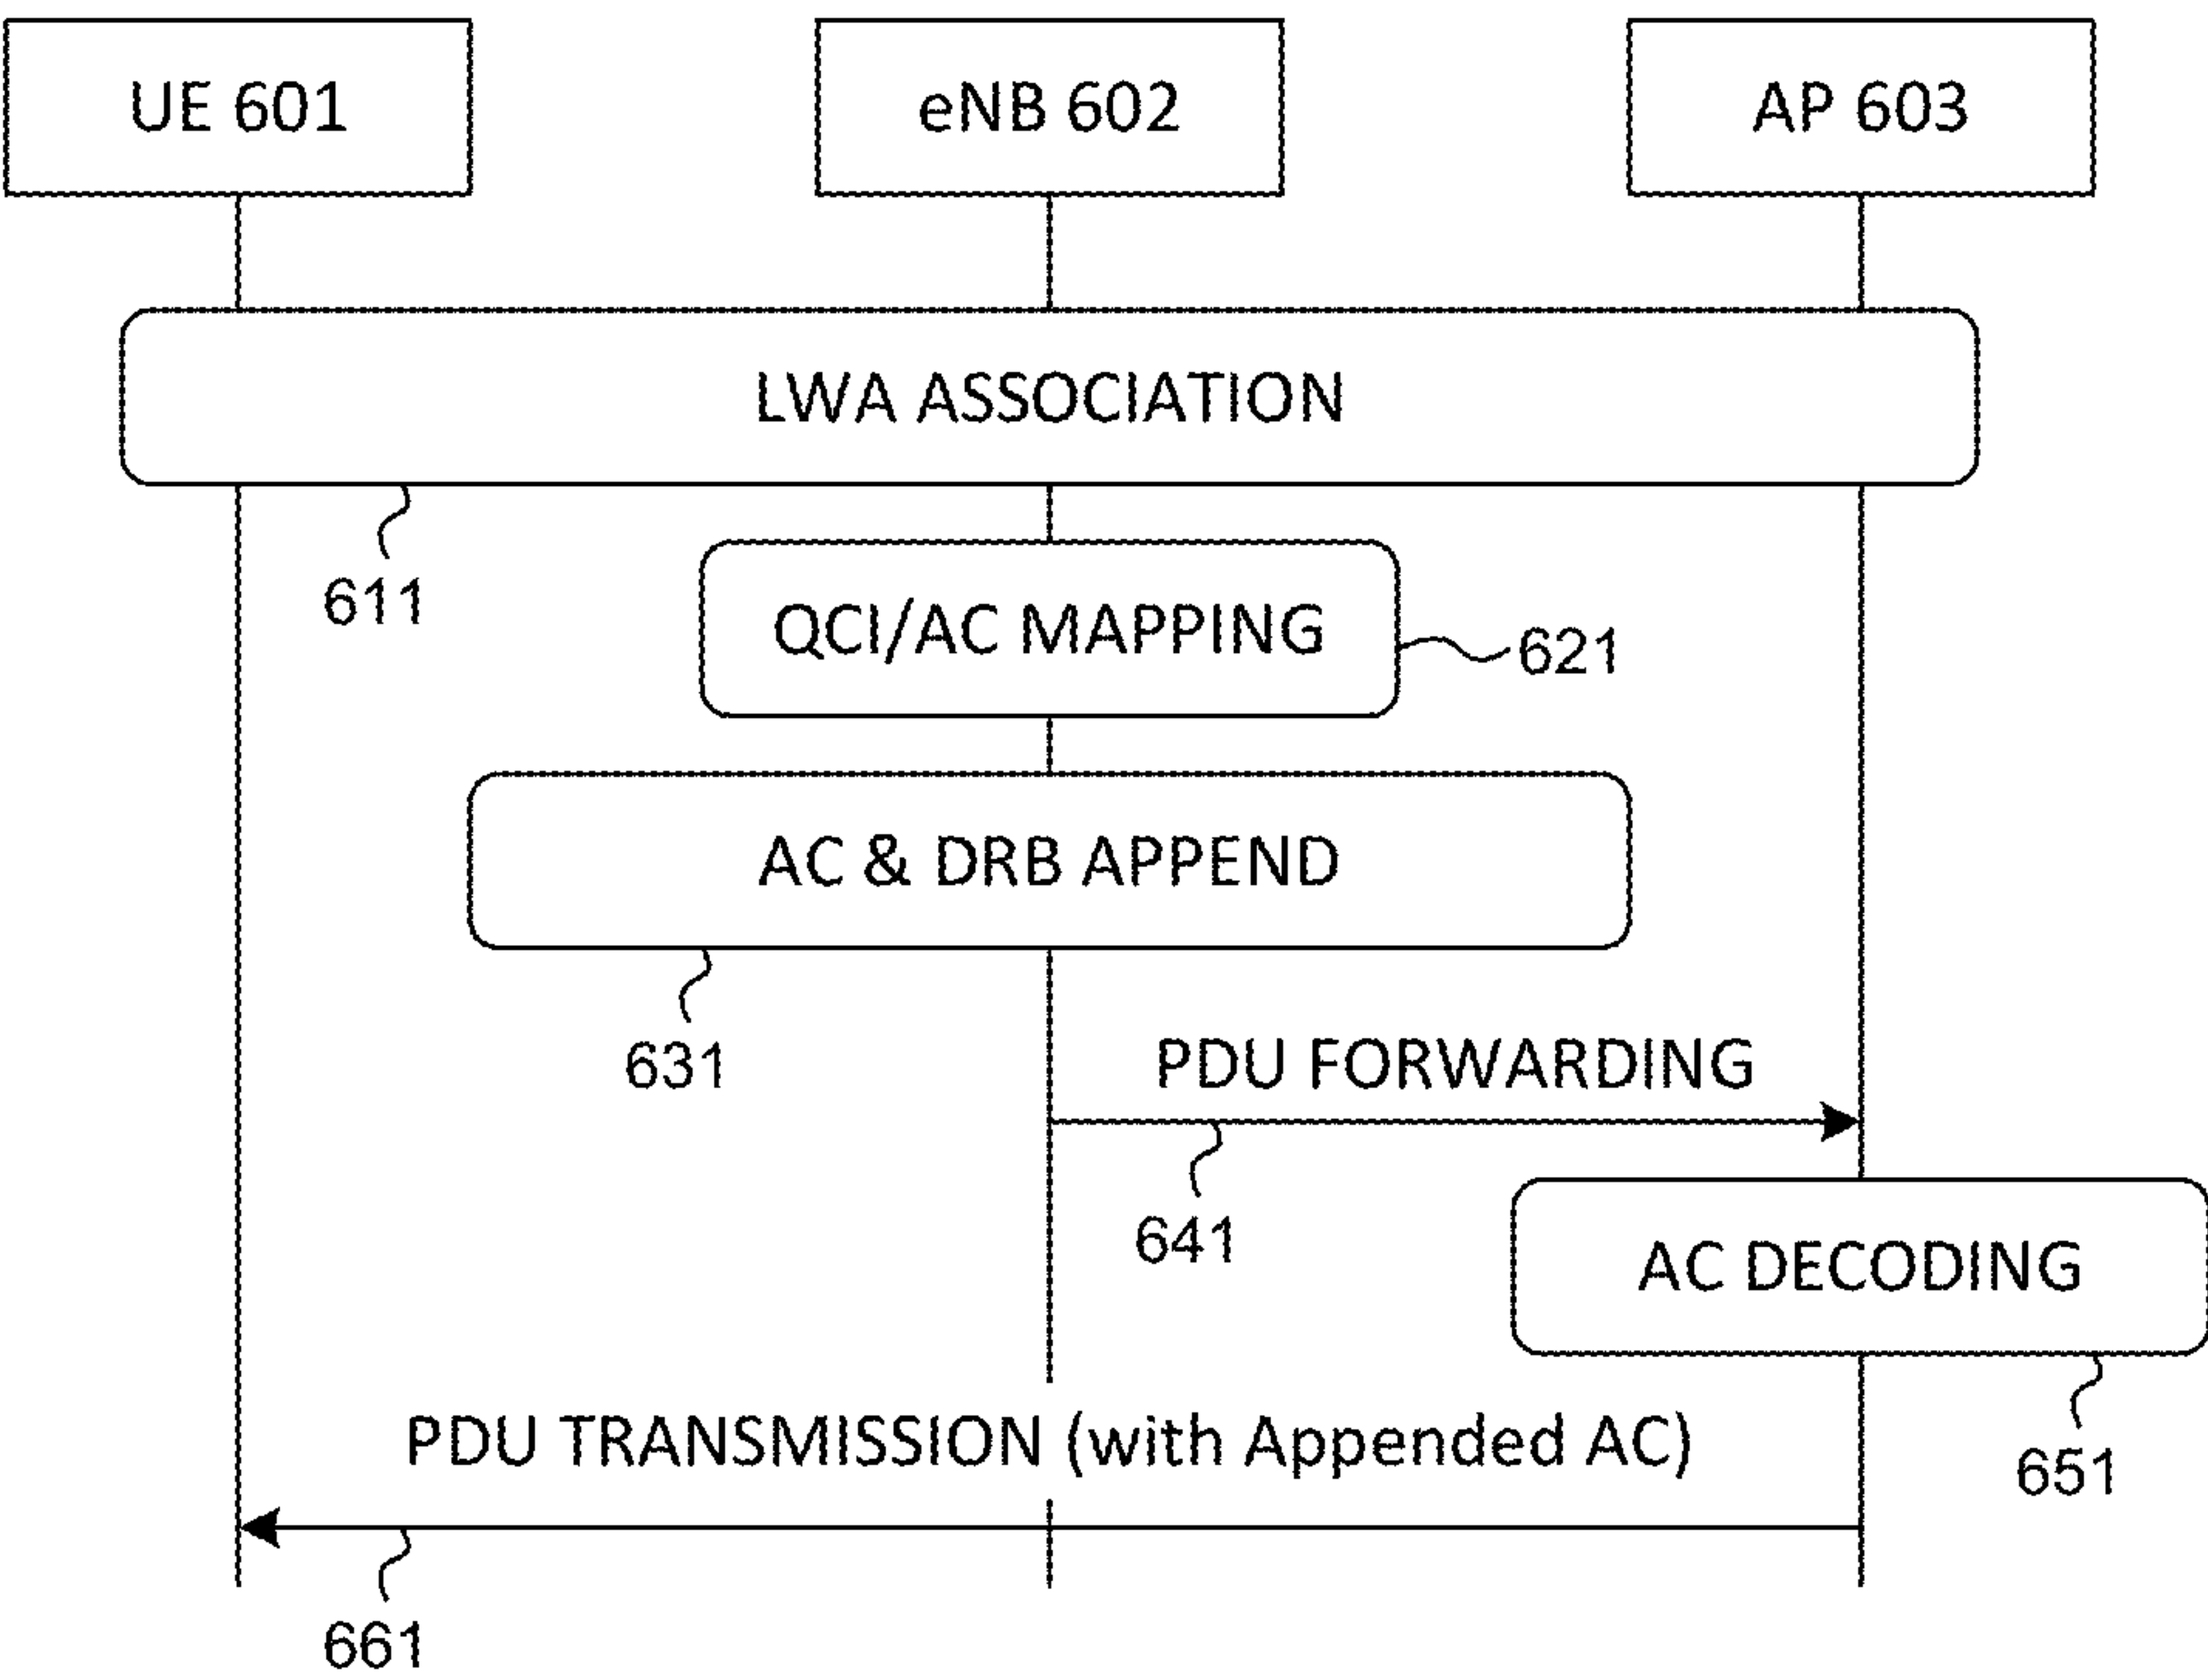 UE 601
eNB 602
AP 603
LWA ASSOCIATION
611
QCI/AC MAPPING
621
AC & DRB APPEND
631
PDU FORWARDING
641
AC DECODING
651
PDU TRANSMISSION (with Appended AC)
661